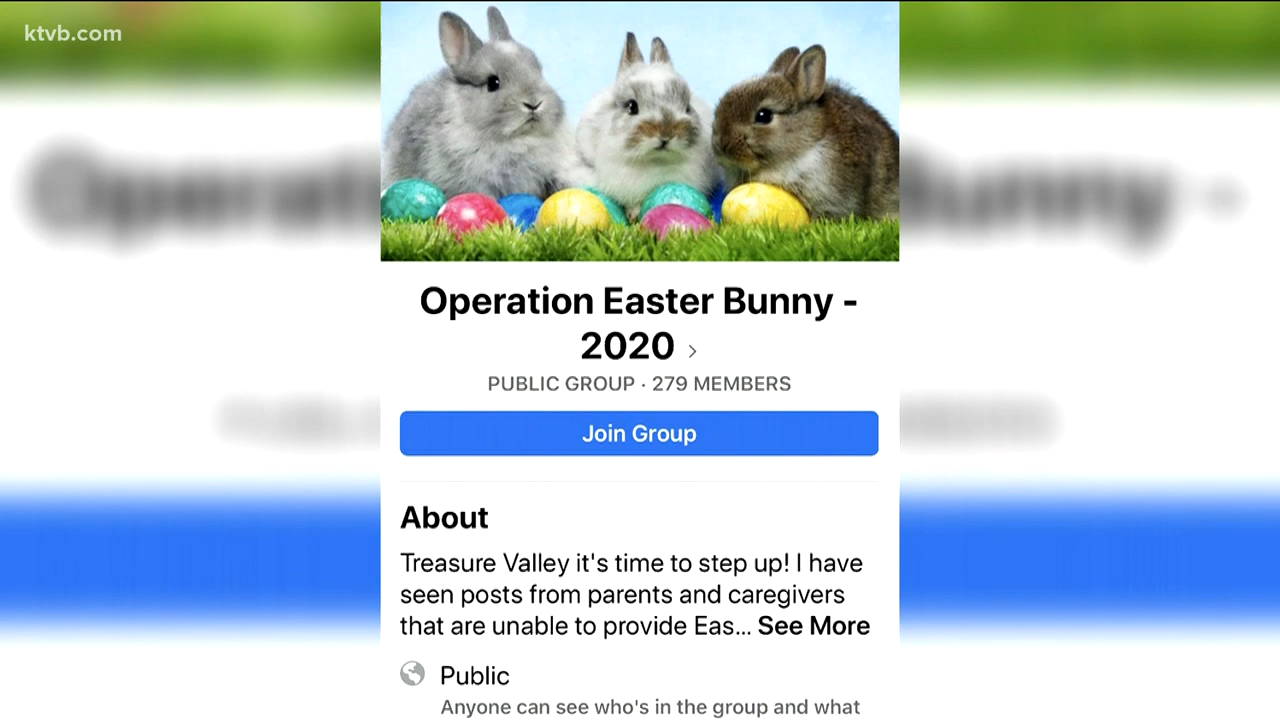 ktvb.com
Operation Easter Bunny -
2020 >
PUBLIC GROUP · 279 MEMBERS
Join Group
About
Treasure Valley it's time to step up! I have
seen posts from parents and caregivers
that are unable to provide Eas... See More
Public
Anyone can see who's in the group and what